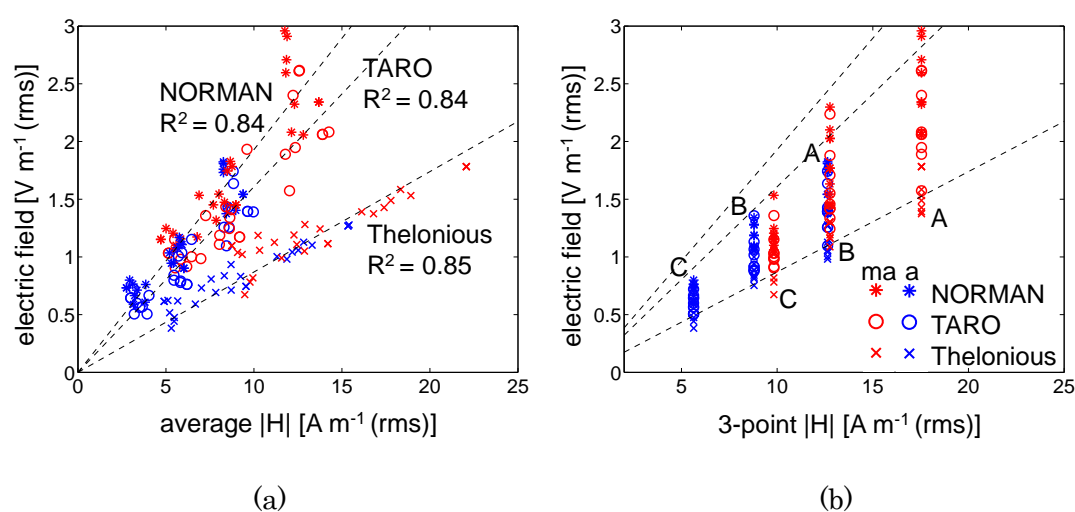 electric field [V m-1 (rms)]
3
2.5
2
1.5
1
0.5
0
NORMAN
R2 = 0.84
TARO
R2 = 0.84
Thelonious
R2 = 0.85
0 5 10 15 20 25
average |H| [A m-1 (rms)]
(a)
electric field [V m-1 (rms)]
3
2.5
2
1.5
1
0.5
0
A
B
C
A
B
C
ma a
NORMAN
TARO
Thelonious
5 10 15 20 25
3-point |H| [A m-1 (rms)]
(b)